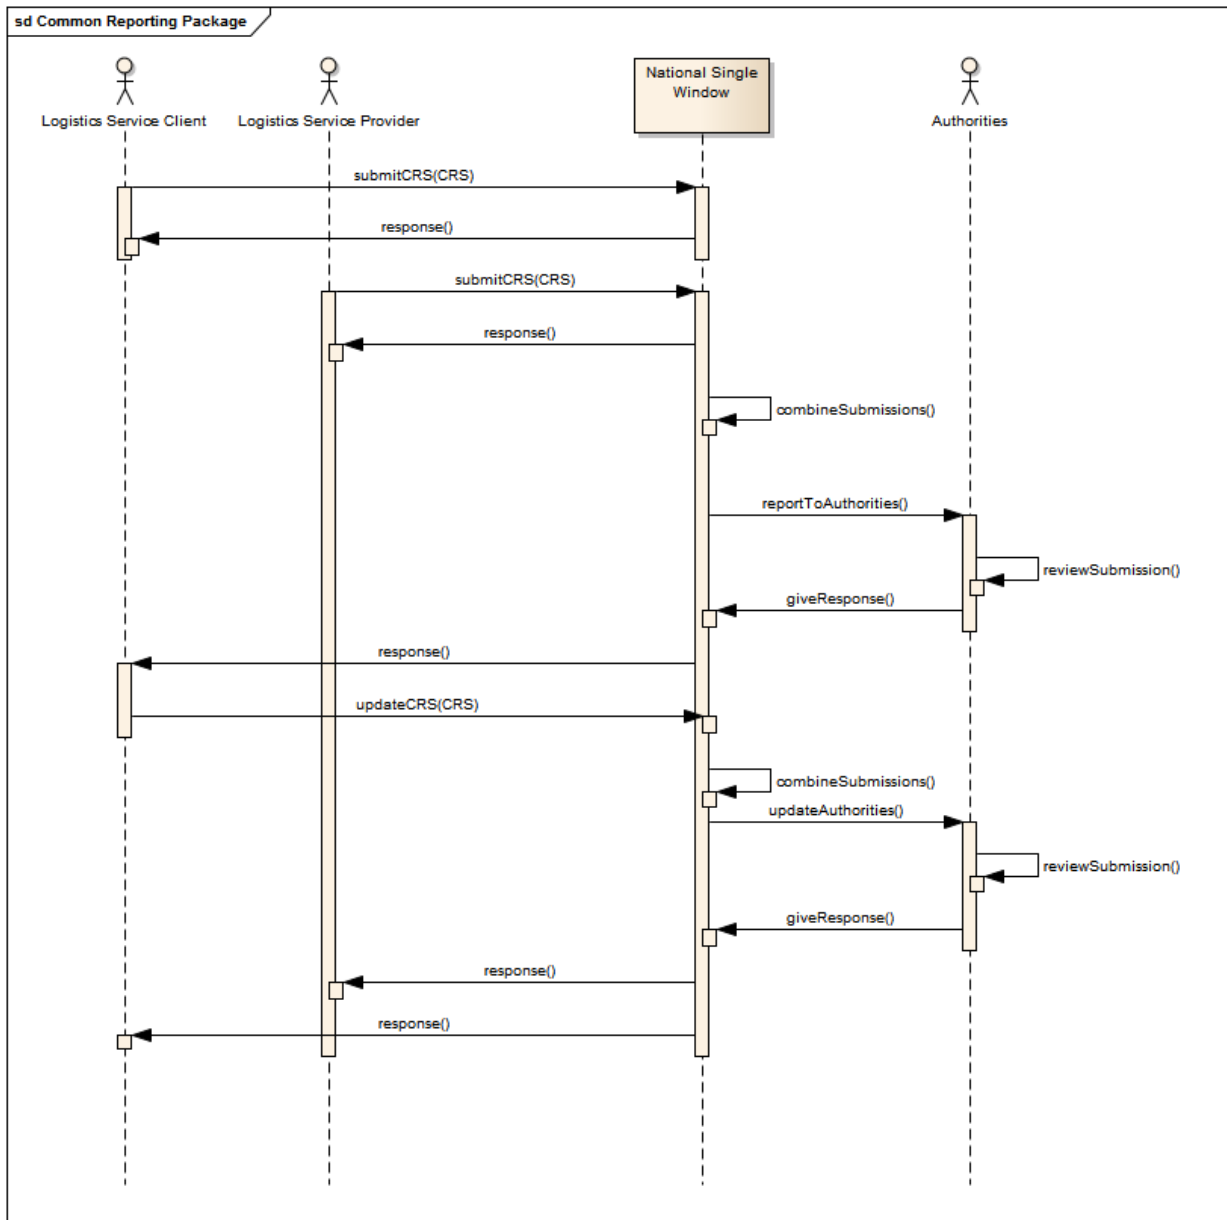 sd Common Reporting Package
National Single
Window
Logistics Service Client
Logistics Service Provider
Authorities
submitCRS(CRS)
response()
submitCRS(CRS)
response()
combineSubmissions()
reportToAuthorities()
reviewSubmission()
giveResponse()
response()
updateCRS(CRS)
combineSubmissions()
updateAuthorities()
reviewSubmission()
giveResponse()
response()
response()